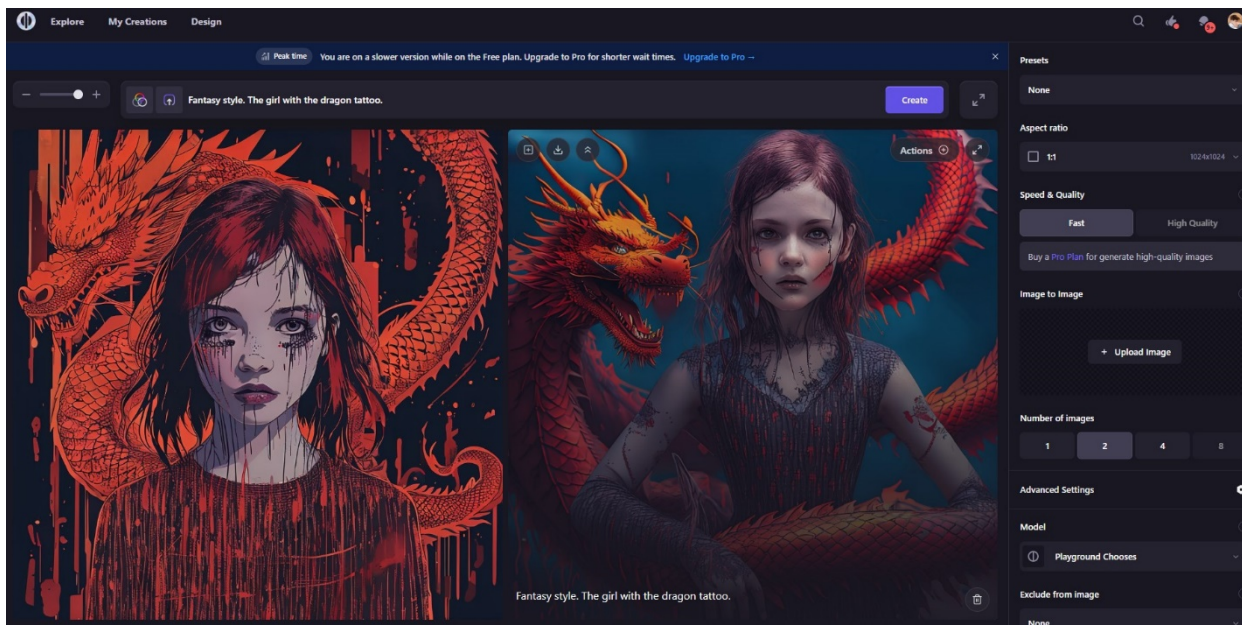 Explore My Creations Design
Peak time You are on a slower version while on the Free plan. Upgrade to Pro for shorter wait times. Upgrade to Pro →
Fantasy style. The girl with the dragon tattoo. Create
Actions
Fantasy style. The girl with the dragon tattoo.
Presets
None
Aspect ratio
1:1 1024x1024
Speed & Quality
Fast High Quality
Buy a Pro Plan for generate high-quality images
Image to Image
+ Upload Image
Number of images
1 2 4 8
Advanced Settings
Model
Playground Chooses
Exclude from image
None